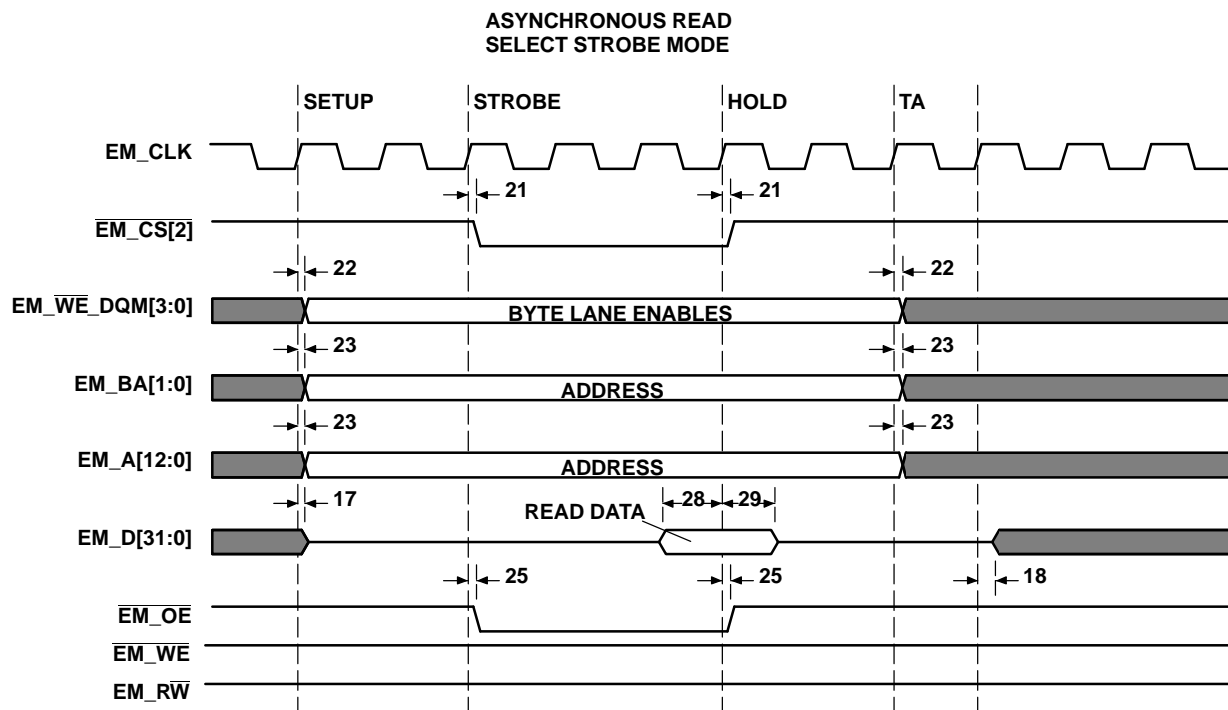 ASYNCHRONOUS READ
SELECT STROBE MODE
SETUP STROBE HOLD TA
EM_CLK
21 21
EM_CS[2]
22 22
EM_WE_DQM[3:0] BYTE LANE ENABLES
23 23
EM_BA[1:0] ADDRESS
23 23
EM_A[12:0] ADDRESS
17 28 29
READ DATA
EM_D[31:0]
25 25 18
EM_OE
EM_WE
EM_RW